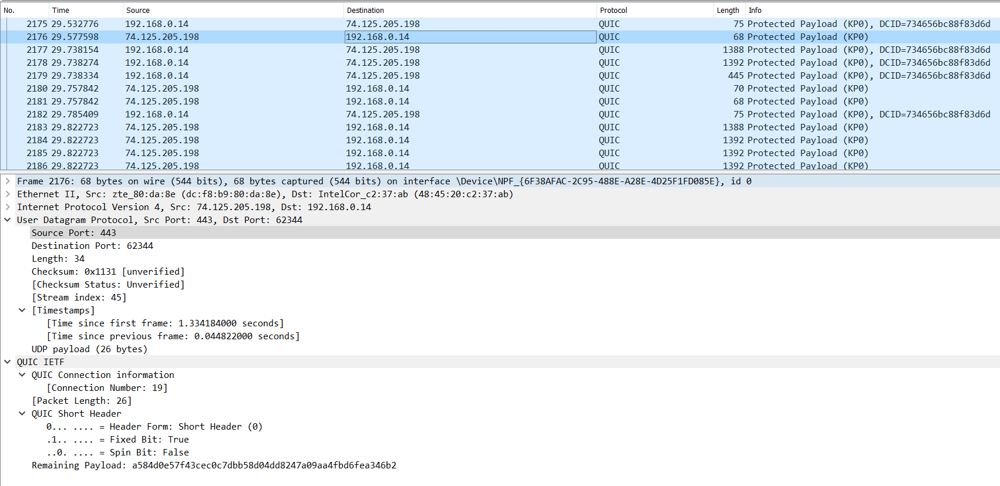 No. Time Source Destination Protocol Length Info
2175 29.532776 192.168.0.14 74.125.205.198 QUIC 75 Protected Payload (KP0), DCID=734656bc88f83d6d
2176 29.577598 74.125.205.198 192.168.0.14 QUIC 68 Protected Payload (KP0)
2177 29.738154 192.168.0.14 74.125.205.198 QUIC 1388 Protected Payload (KP0), DCID=734656bc88f83d6d
2178 29.738274 192.168.0.14 74.125.205.198 QUIC 1392 Protected Payload (KP0), DCID=734656bc88f83d6d
2179 29.738334 192.168.0.14 74.125.205.198 QUIC 445 Protected Payload (KP0), DCID=734656bc88f83d6d
2180 29.757842 74.125.205.198 192.168.0.14 QUIC 70 Protected Payload (KP0)
2181 29.757842 74.125.205.198 192.168.0.14 QUIC 68 Protected Payload (KP0)
2182 29.785409 192.168.0.14 74.125.205.198 QUIC 75 Protected Payload (KP0), DCID=734656bc88f83d6d
2183 29.822723 74.125.205.198 192.168.0.14 QUIC 1388 Protected Payload (KP0)
2184 29.822723 74.125.205.198 192.168.0.14 QUIC 1392 Protected Payload (KP0)
2185 29.822723 74.125.205.198 192.168.0.14 QUIC 1392 Protected Payload (KP0)
2186 29.822723 74.125.205.198 192.168.0.14 QUIC 1392 Protected Payload (KP0)
Frame 2176: 68 bytes on wire (544 bits), 68 bytes captured (544 bits) on interface \Device\NPF_{6F38AFAC-2C95-488E-A28E-4D25F1FD085E}, id 0
Ethernet II, Src: zte_80:da:8e (dc:f8:b9:80:da:8e), Dst: IntelCor_c2:37:ab (48:45:20:c2:37:ab)
Internet Protocol Version 4, Src: 74.125.205.198, Dst: 192.168.0.14
User Datagram Protocol, Src Port: 443, Dst Port: 62344
Source Port: 443
Destination Port: 62344
Length: 34
Checksum: 0x1131 [unverified]
[Checksum Status: Unverified]
[Stream index: 45]
[Timestamps]
[Time since first frame: 1.334184000 seconds]
[Time since previous frame: 0.044822000 seconds]
UDP payload (26 bytes)
QUIC IETF
QUIC Connection information
[Connection Number: 19]
[Packet Length: 26]
QUIC Short Header
0... .... = Header Form: Short Header (0)
.1.. .... = Fixed Bit: True
..0. .... = Spin Bit: False
Remaining Payload: a584d0e57f43cec0c7dbb58d04dd8247a09aa4fbd6fea346b2